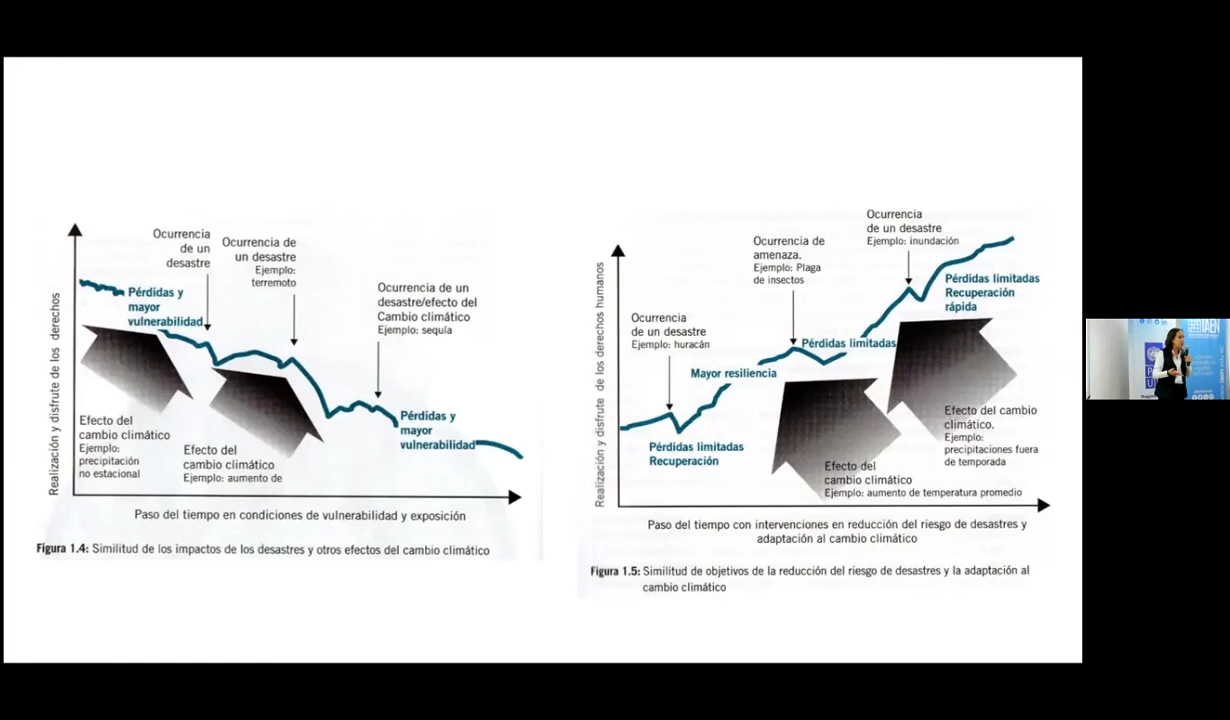 Realización y disfrute de los derechos
Ocurrencia
de un
desastre
Ocurrencia de
un desastre
Ejemplo:
terremoto
Ocurrencia de un
desastre/efecto del
Cambio climático
Ejemplo: sequía
Pérdidas y
mayor
vulnerabilidad
Pérdidas y
mayor
vulnerabilidad
Efecto del
cambio climático
Ejemplo:
precipitación
no estacional
Efecto del
cambio climático
Ejemplo: aumento de
Paso del tiempo en condiciones de vulnerabilidad y exposición
Figura 1.4: Similitud de los impactos de los desastres y otros efectos del cambio climático
Realización y disfrute de los derechos humanos
Ocurrencia
de un desastre
Ejemplo: huracán
Ocurrencia de
amenaza.
Ejemplo: Plaga
de insectos
Ocurrencia
de un desastre
Ejemplo: inundación
Pérdidas limitadas
Recuperación
rápida
Pérdidas limitadas
Mayor resiliencia
Pérdidas limitadas
Recuperación
Efecto del cambio
climático.
Ejemplo:
precipitaciones fuera
de temporada
Efecto del
cambio climático
Ejemplo: aumento de temperatura promedio
Paso del tiempo con intervenciones en reducción del riesgo de desastres y
adaptación al cambio climático
Figura 1.5: Similitud de objetivos de la reducción del riesgo de desastres y la adaptación al
cambio climático
IAEN